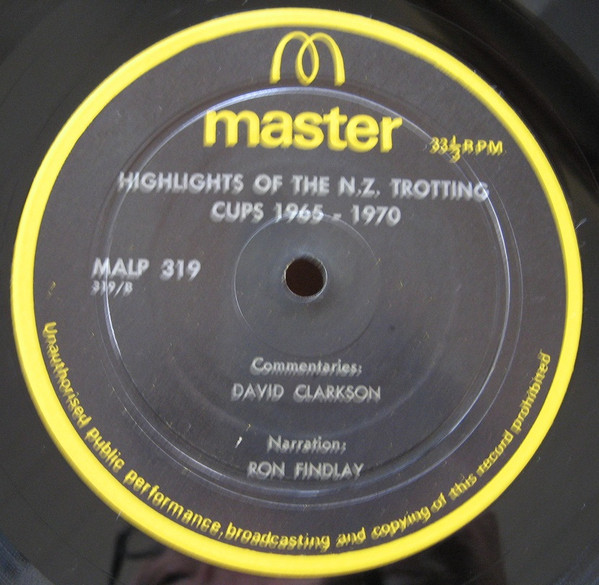 master
33⅓ RPM
HIGHLIGHTS OF THE N.Z. TROTTING
CUPS 1965 - 1970
MALP 319
319/B
Commentaries:
DAVID CLARKSON
Narration:
RON FINDLAY
Unauthorised public performance, broadcasting and copying of this record prohibited